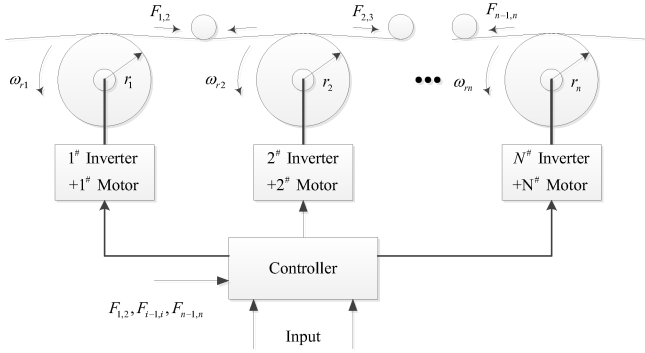 F1,2
F2,3
Fn−1,n
ωr1
r1
ωr2
r2
•••
ωrn
rn
1# Inverter
+1# Motor
2# Inverter
+2# Motor
N# Inverter
+N# Motor
Controller
F1,2, Fi−1,i, Fn−1,n
Input